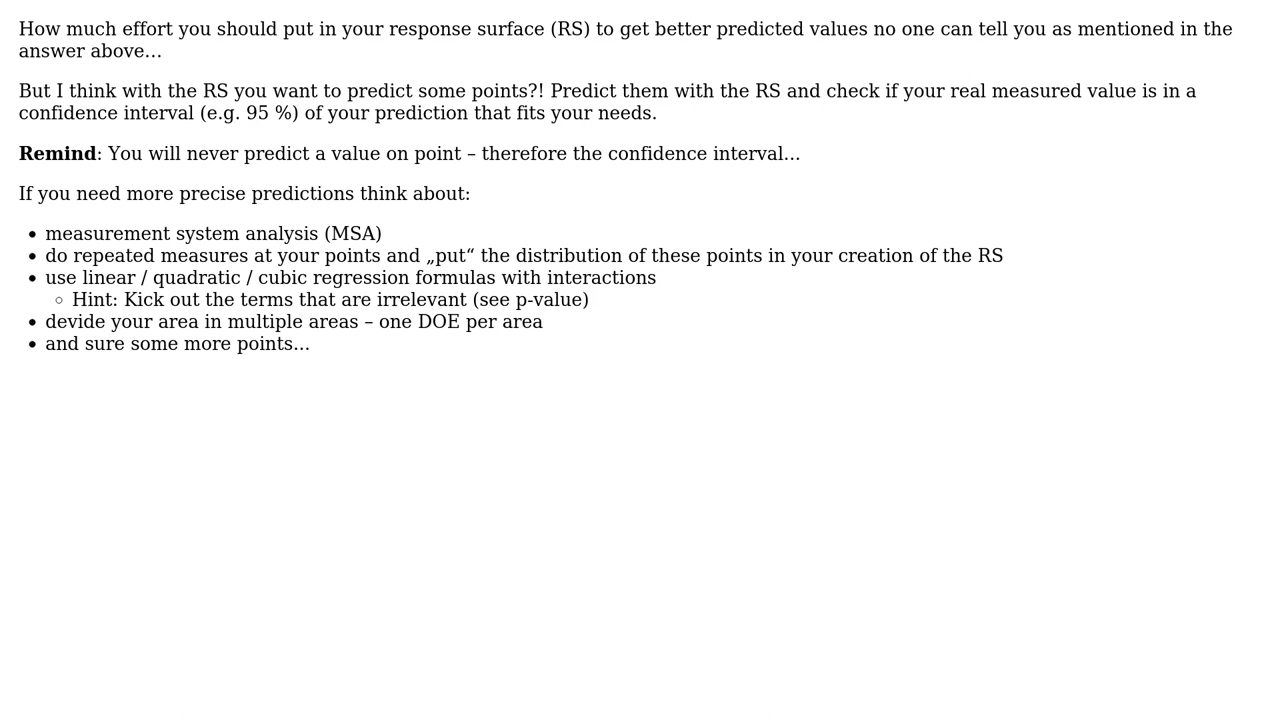 How much effort you should put in your response surface (RS) to get better predicted values no one can tell you as mentioned in the
answer above…
But I think with the RS you want to predict some points?! Predict them with the RS and check if your real measured value is in a
confidence interval (e.g. 95 %) of your prediction that fits your needs.
Remind: You will never predict a value on point – therefore the confidence interval…
If you need more precise predictions think about:
• measurement system analysis (MSA)
• do repeated measures at your points and „put“ the distribution of these points in your creation of the RS
• use linear / quadratic / cubic regression formulas with interactions
◦ Hint: Kick out the terms that are irrelevant (see p-value)
• devide your area in multiple areas – one DOE per area
• and sure some more points…